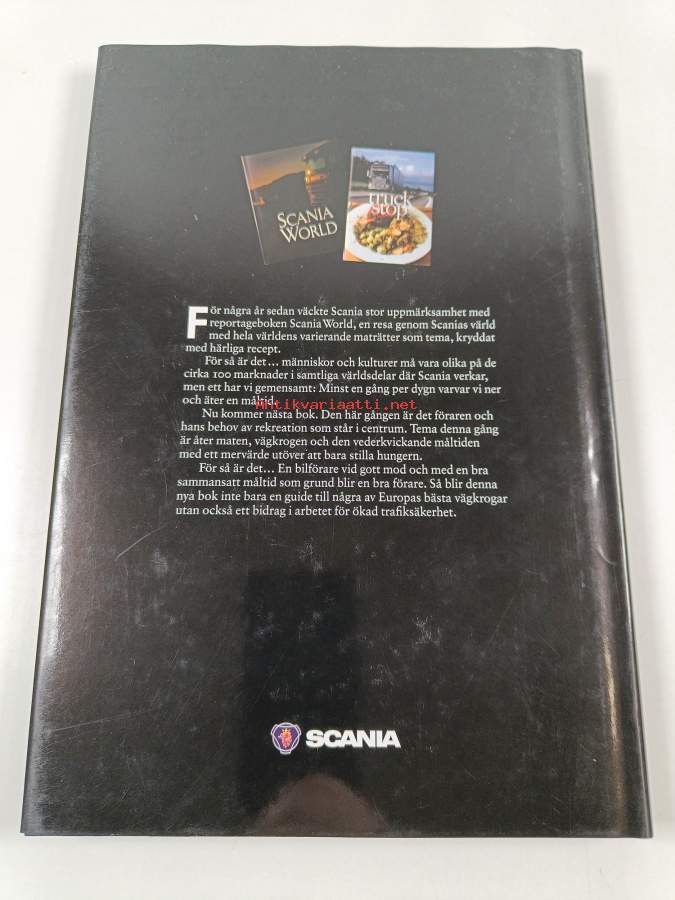 SCANIA
WORLD
truck
stop
För några år sedan väckte Scania stor uppmärksamhet med
reportageboken Scania World, en resa genom Scanias värld
med hela världens varierande maträtter som tema, kryddat
med härliga recept.
För så är det... människor och kulturer må vara olika på de
cirka 100 marknader i samtliga världsdelar där Scania verkar,
men ett har vi gemensamt: Minst en gång per dygn varvar vi ner
och äter en måltid.
antikvariaatti.net
Nu kommer nästa bok. Den här gången är det föraren och
hans behov av rekreation som står i centrum. Tema denna gång
är åter maten, vägkrogen och den vederkvickande måltiden
med ett mervärde utöver att bara stilla hungern.
För så är det... En bilförare vid gott mod och med en bra
sammansatt måltid som grund blir en bra förare. Så blir denna
nya bok inte bara en guide till några av Europas bästa vägkrogar
utan också ett bidrag i arbetet för ökad trafiksäkerhet.
SCANIA